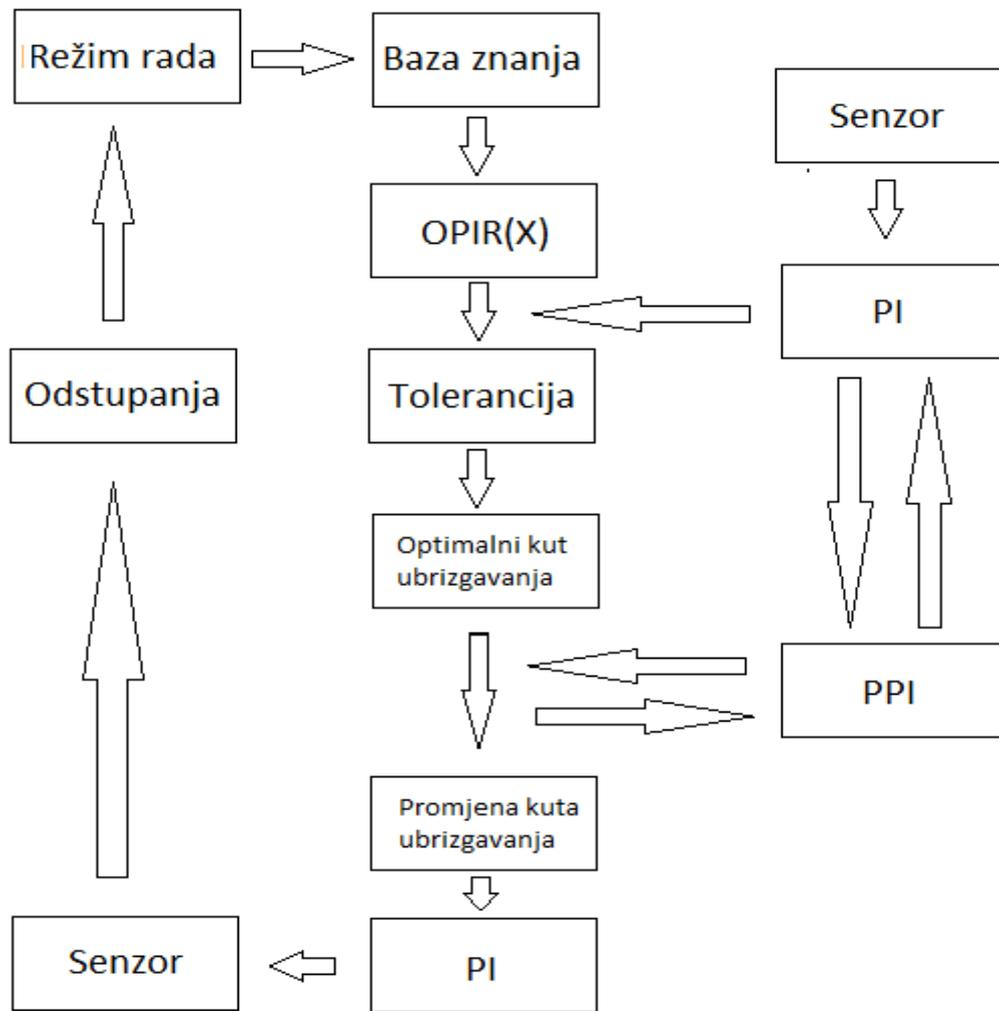 Režim rada
Baza znanja
Senzor
OPIR(X)
PI
Odstupanja
Tolerancija
Optimalni kut
ubrizgavanja
PPI
Promjena kuta
ubrizgavanja
Senzor
PI